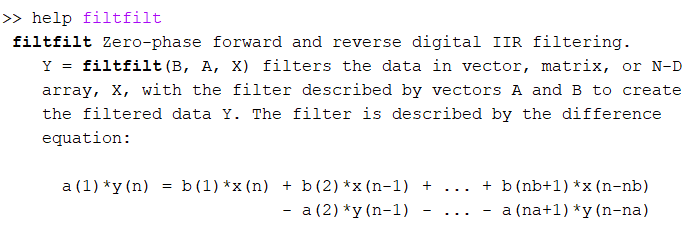 >> help filtfilt
filtfilt Zero-phase forward and reverse digital IIR filtering.
Y = filtfilt(B, A, X) filters the data in vector, matrix, or N-D
array, X, with the filter described by vectors A and B to create
the filtered data Y. The filter is described by the difference
equation:
a(1)*y(n) = b(1)*x(n) + b(2)*x(n-1) + ... + b(nb+1)*x(n-nb)
- a(2)*y(n-1) - ... - a(na+1)*y(n-na)